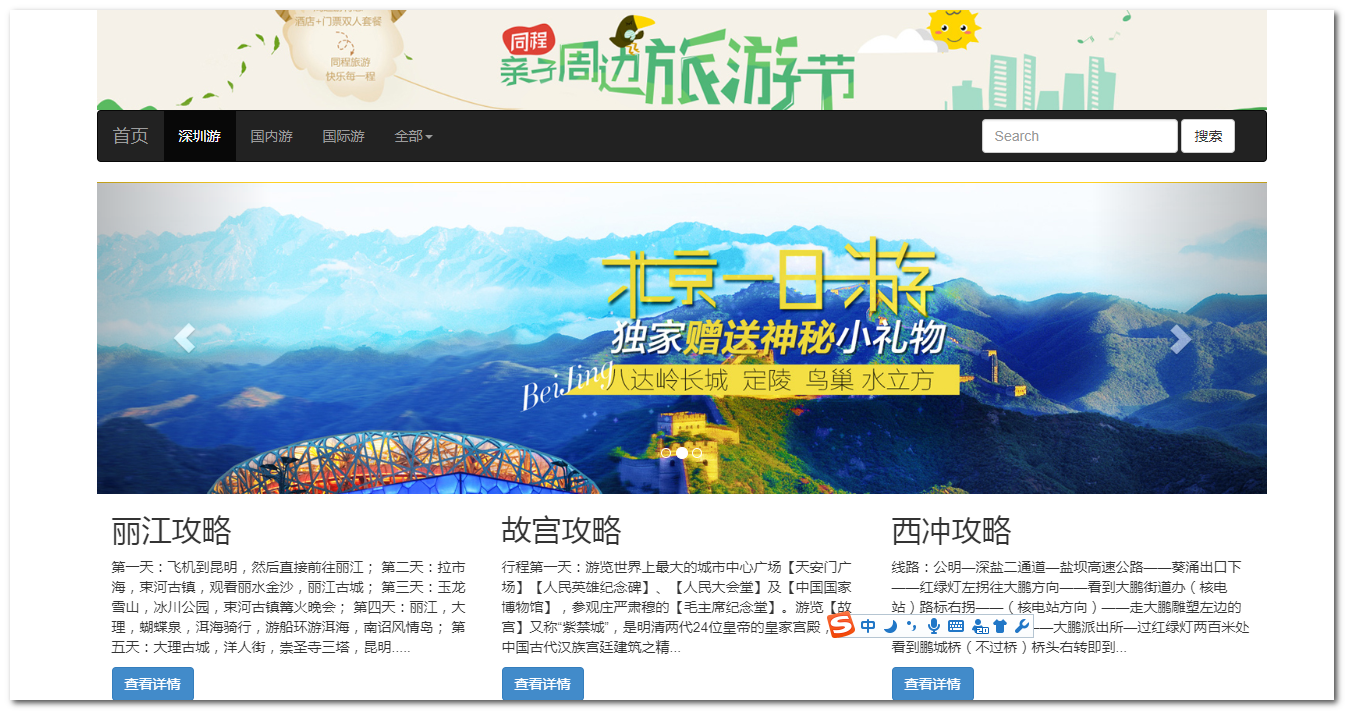 酒店+门票双人套餐
同程旅游
快乐每一程
同程
亲子周边旅游节
首页 深圳游 国内游 国际游 全部 Search 搜索
北京一日游
独家赠送神秘小礼物
BeiJing
八达岭长城 定陵 鸟巢 水立方
丽江攻略
第一天：飞机到昆明，然后直接前往丽江； 第二天：拉市
海，束河古镇，观看丽水金沙，丽江古城； 第三天：玉龙
雪山，冰川公园，束河古镇篝火晚会； 第四天：丽江，大
理，蝴蝶泉，洱海骑行，游船环游洱海，南诏风情岛； 第
五天：大理古城，洋人街，崇圣寺三塔，昆明.....
查看详情
故宫攻略
行程第一天：游览世界上最大的城市中心广场【天安门广
场】【人民英雄纪念碑】、【人民大会堂】及【中国国家
博物馆】，参观庄严肃穆的【毛主席纪念堂】。游览【故
宫】又称“紫禁城”，是明清两代24位皇帝的皇家宫殿，
中国古代汉族宫廷建筑之精...
查看详情
西冲攻略
线路：公明—深盐二通道—盐坝高速公路——葵涌出口下
——红绿灯左拐往大鹏方向——看到大鹏街道办（核电
站）路标右拐——（核电站方向）——走大鹏雕塑左边的
——大鹏派出所—过红绿灯两百米处
看到鹏城桥（不过桥）桥头右转即到...
查看详情
S 中